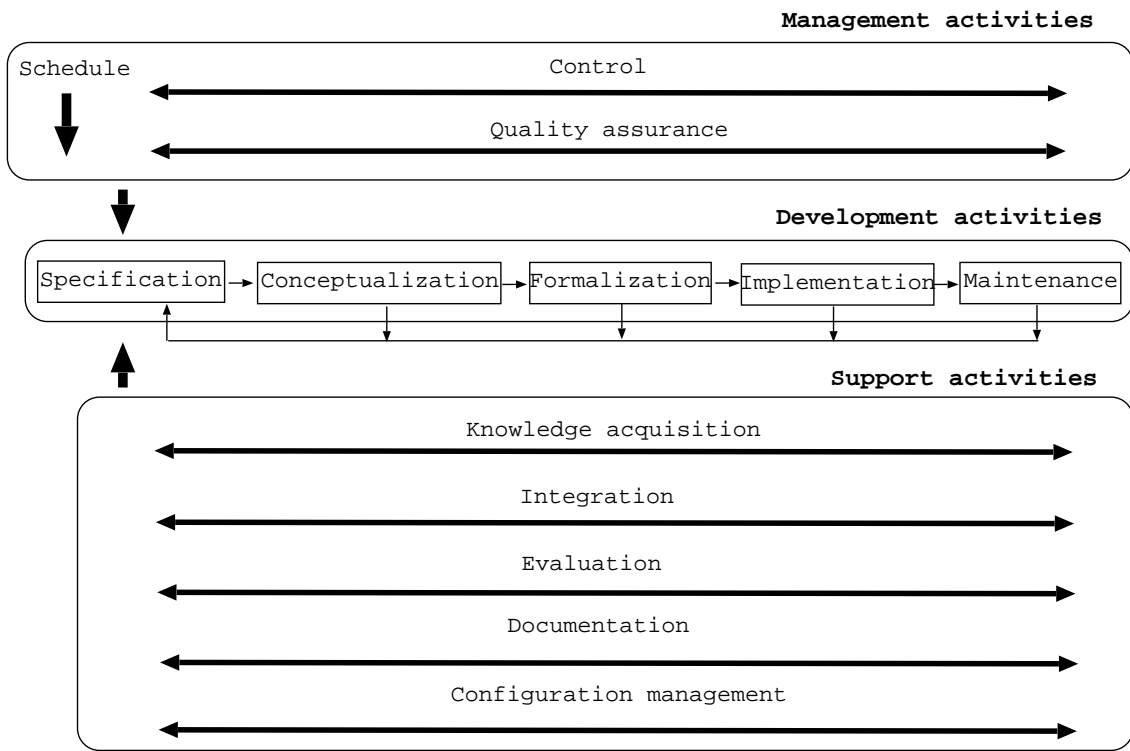 Management activities
Schedule
Control
Quality assurance
Development activities
Specification
Conceptualization
Formalization
Implementation
Maintenance
Support activities
Knowledge acquisition
Integration
Evaluation
Documentation
Configuration management